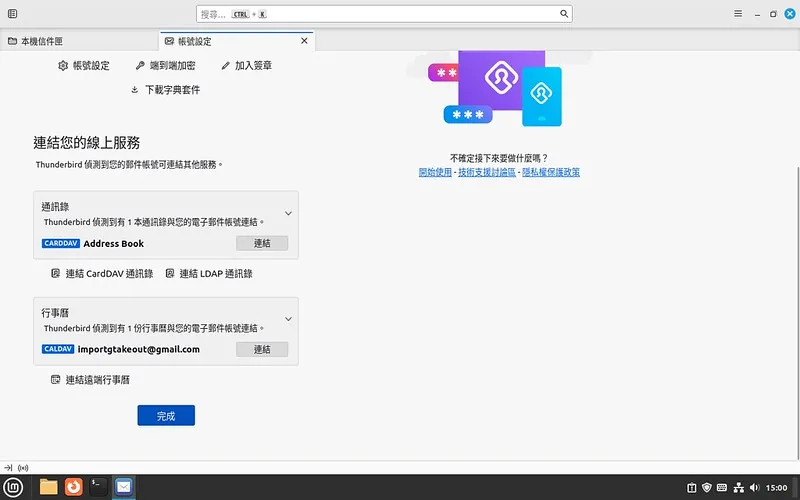 搜尋… CTRL + K
本機信件匣
帳號設定
帳號設定
端到端加密
加入簽章
下載字典套件
連結您的線上服務
Thunderbird 偵測到您的郵件帳號可連結其他服務。
通訊錄
Thunderbird 偵測到有 1 本通訊錄與您的電子郵件帳號連結。
CARDDAV Address Book 連結
連結 CardDAV 通訊錄
連結 LDAP 通訊錄
行事曆
Thunderbird 偵測到有 1 份行事曆與您的電子郵件帳號連結。
CALDAV importgtakeout@gmail.com 連結
連結遠端行事曆
完成
不確定接下來要做什麼嗎？
開始使用 - 技術支援討論區 - 隱私權保護政策
15:00